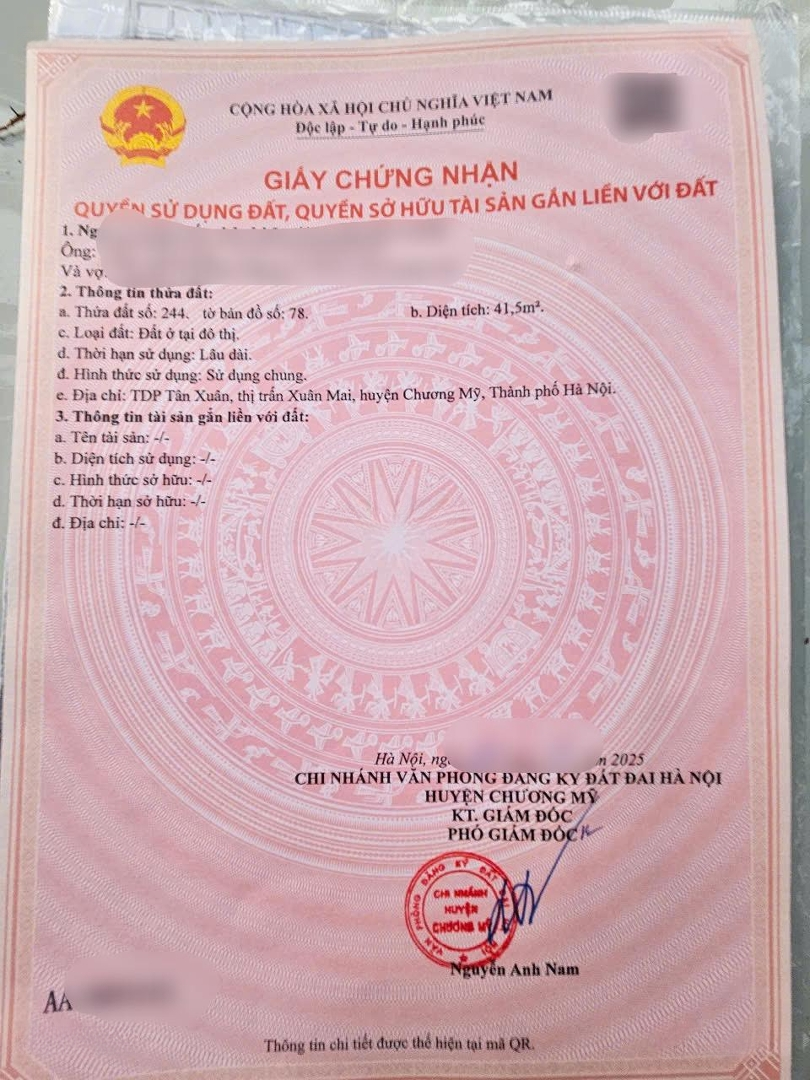 CỘNG HÒA XÃ HỘI CHỦ NGHĨA VIỆT NAM
Độc lập - Tự do - Hạnh phúc
GIẤY CHỨNG NHẬN
QUYỀN SỬ DỤNG ĐẤT, QUYỀN SỞ HỮU TÀI SẢN GẮN LIỀN VỚI ĐẤT
1. Ng
Ông:
Và vợ
2. Thông tin thửa đất:
a. Thửa đất số: 244. tờ bản đồ số: 78. b. Diện tích: 41,5m².
c. Loại đất: Đất ở tại đô thị.
d. Thời hạn sử dụng: Lâu dài.
đ. Hình thức sử dụng: Sử dụng chung.
e. Địa chỉ: TDP Tân Xuân, thị trấn Xuân Mai, huyện Chương Mỹ, Thành phố Hà Nội.
3. Thông tin tài sản gắn liền với đất:
a. Tên tài sản: -/-
b. Diện tích sử dụng: -/-
c. Hình thức sở hữu: -/-
d. Thời hạn sở hữu: -/-
đ. Địa chỉ: -/-
Hà Nội, 2025
CHI NHÁNH VĂN PHÒNG ĐĂNG KÝ ĐẤT ĐAI HÀ NỘI
HUYỆN CHƯƠNG MỸ
KT. GIÁM ĐỐC
PHÓ GIÁM ĐỐC
VĂN PHÒNG ĐĂNG KÝ ĐẤT ĐAI
CHI NHÁNH
HUYỆN
CHƯƠNG MỸ
Nguyễn Anh Nam
AA
Thông tin chi tiết được thể hiện tại mã QR.